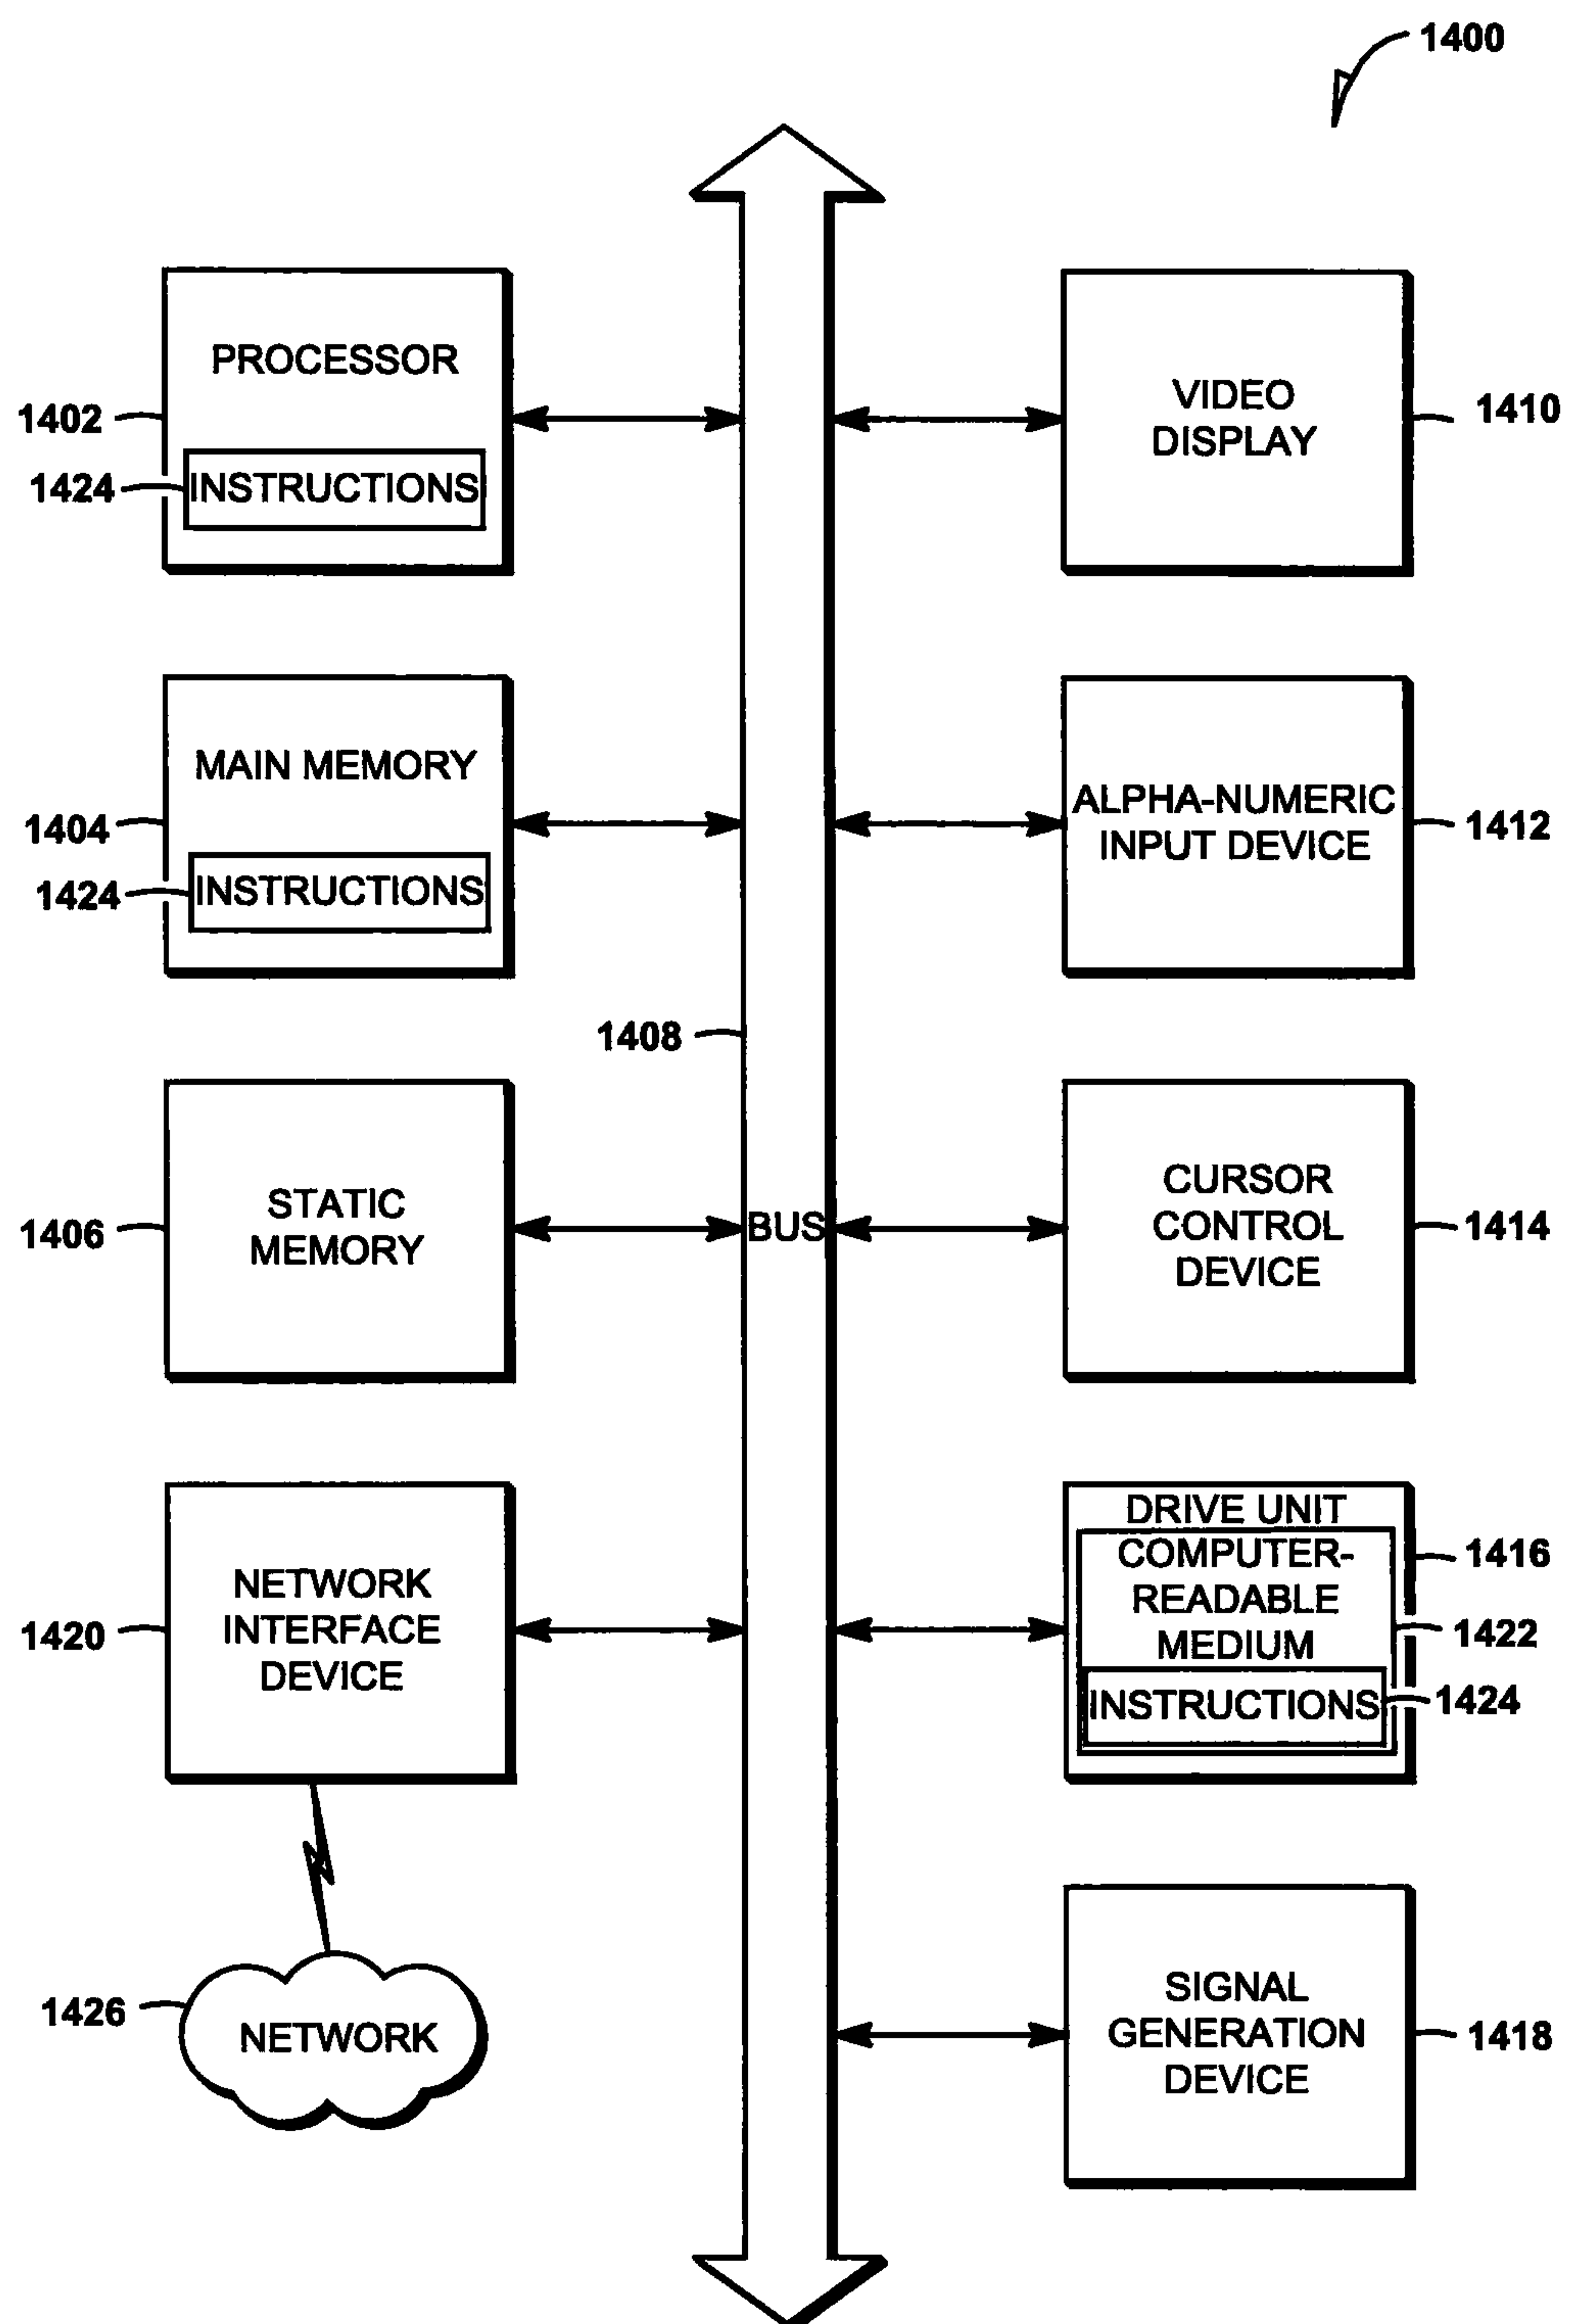 1400
PROCESSOR
1402
1424
INSTRUCTIONS
VIDEO
DISPLAY
1410
MAIN MEMORY
1404
1424
INSTRUCTIONS
ALPHA-NUMERIC
INPUT DEVICE
1412
1408
STATIC
MEMORY
1406
BUS
CURSOR
CONTROL
DEVICE
1414
NETWORK
INTERFACE
DEVICE
1420
DRIVE UNIT
COMPUTER-
READABLE
MEDIUM
INSTRUCTIONS
1416
1422
1424
1426
NETWORK
SIGNAL
GENERATION
DEVICE
1418